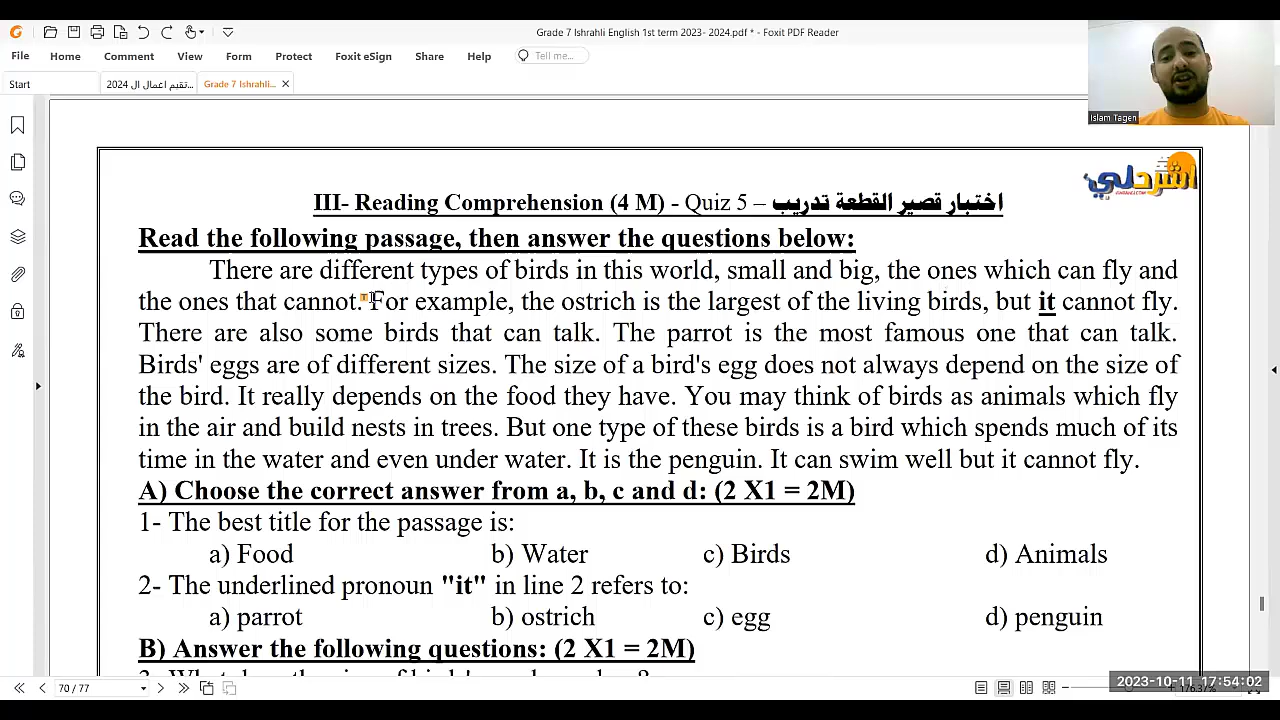 Grade 7 Ishrahli English 1st term 2023- 2024.pdf * - Foxit PDF Reader
File Home Comment View Form Protect Foxit eSign Share Help Tell me...
Start تقيم اعمال ال 2024... Grade 7 Ishrahli...
Islam Tagen
اشرحلي
III- Reading Comprehension (4 M) - Quiz 5 – اختبار قصير القطعة تدريب
Read the following passage, then answer the questions below:
There are different types of birds in this world, small and big, the ones which can fly and
the ones that cannot. For example, the ostrich is the largest of the living birds, but it cannot fly.
There are also some birds that can talk. The parrot is the most famous one that can talk.
Birds' eggs are of different sizes. The size of a bird's egg does not always depend on the size of
the bird. It really depends on the food they have. You may think of birds as animals which fly
in the air and build nests in trees. But one type of these birds is a bird which spends much of its
time in the water and even under water. It is the penguin. It can swim well but it cannot fly.
A) Choose the correct answer from a, b, c and d: (2 X1 = 2M)
1- The best title for the passage is:
a) Food b) Water c) Birds d) Animals
2- The underlined pronoun "it" in line 2 refers to:
a) parrot b) ostrich c) egg d) penguin
B) Answer the following questions: (2 X1 = 2M)
70 / 77
2023-10-11 17:54:02